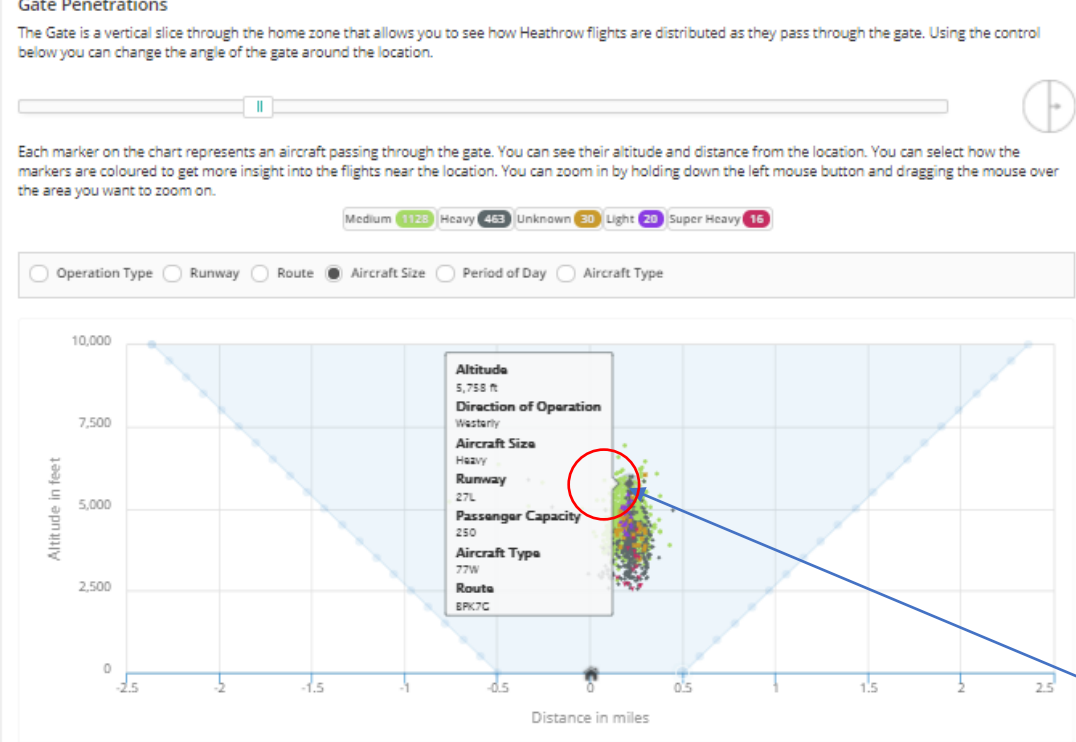 Gate Penetrations
The Gate is a vertical slice through the home zone that allows you to see how Heathrow flights are distributed as they pass through the gate. Using the control
below you can change the angle of the gate around the location.
Each marker on the chart represents an aircraft passing through the gate. You can see their altitude and distance from the location. You can select how the
markers are coloured to get more insight into the flights near the location. You can zoom in by holding down the left mouse button and dragging the mouse over
the area you want to zoom on.
Medium 1128 Heavy 463 Unknown 30 Light 20 Super Heavy 16
Operation Type Runway Route Aircraft Size Period of Day Aircraft Type
Altitude in feet
10,000
7,500
5,000
2,500
0
Altitude
5,758 ft
Direction of Operation
Westerly
Aircraft Size
Heavy
Runway
27L
Passenger Capacity
250
Aircraft Type
77W
Route
BPK7G
-2.5 -2 -1.5 -1 -0.5 0 0.5 1 1.5 2 2.5
Distance in miles